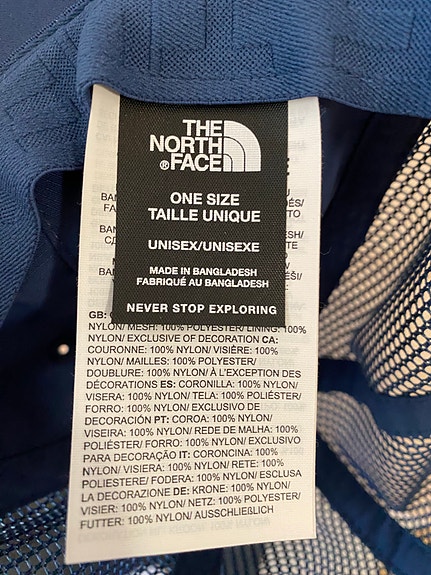 THE
NORTH
®FACE
ONE SIZE
TAILLE UNIQUE
UNISEX/UNISEXE
MADE IN BANGLADESH
FABRIQUÉ AU BANGLADESH
NEVER STOP EXPLORING
GB:
NYLON/ MESH: 100% POLYESTER/ LINING: 100%
NYLON/ EXCLUSIVE OF DECORATION CA:
COURONNE: 100% NYLON/ VISIÈRE: 100%
NYLON/ MAILLES: 100% POLYESTER/
DOUBLURE: 100% NYLON/ À L'EXCEPTION DES
DÉCORATIONS ES: CORONILLA: 100% NYLON/
VISERA: 100% NYLON/ TELA: 100% POLIÉSTER/
FORRO: 100% NYLON/ EXCLUSIVO DE
DECORACIÓN PT: COROA: 100% NYLON/
VISEIRA: 100% NYLON/ REDE DE MALHA: 100%
POLIÉSTER/ FORRO: 100% NYLON/ EXCLUSIVO
PARA DECORAÇÃO IT: CORONCINA: 100%
NYLON/ VISIERA: 100% NYLON/ RETE: 100%
POLIESTERE/ FODERA: 100% NYLON/ ESCLUSA
LA DECORAZIONE DE: KRONE: 100% NYLON/
VISIER: 100% NYLON/ NETZ: 100% POLYESTER/
FUTTER: 100% NYLON/ AUSSCHLIEßLICH